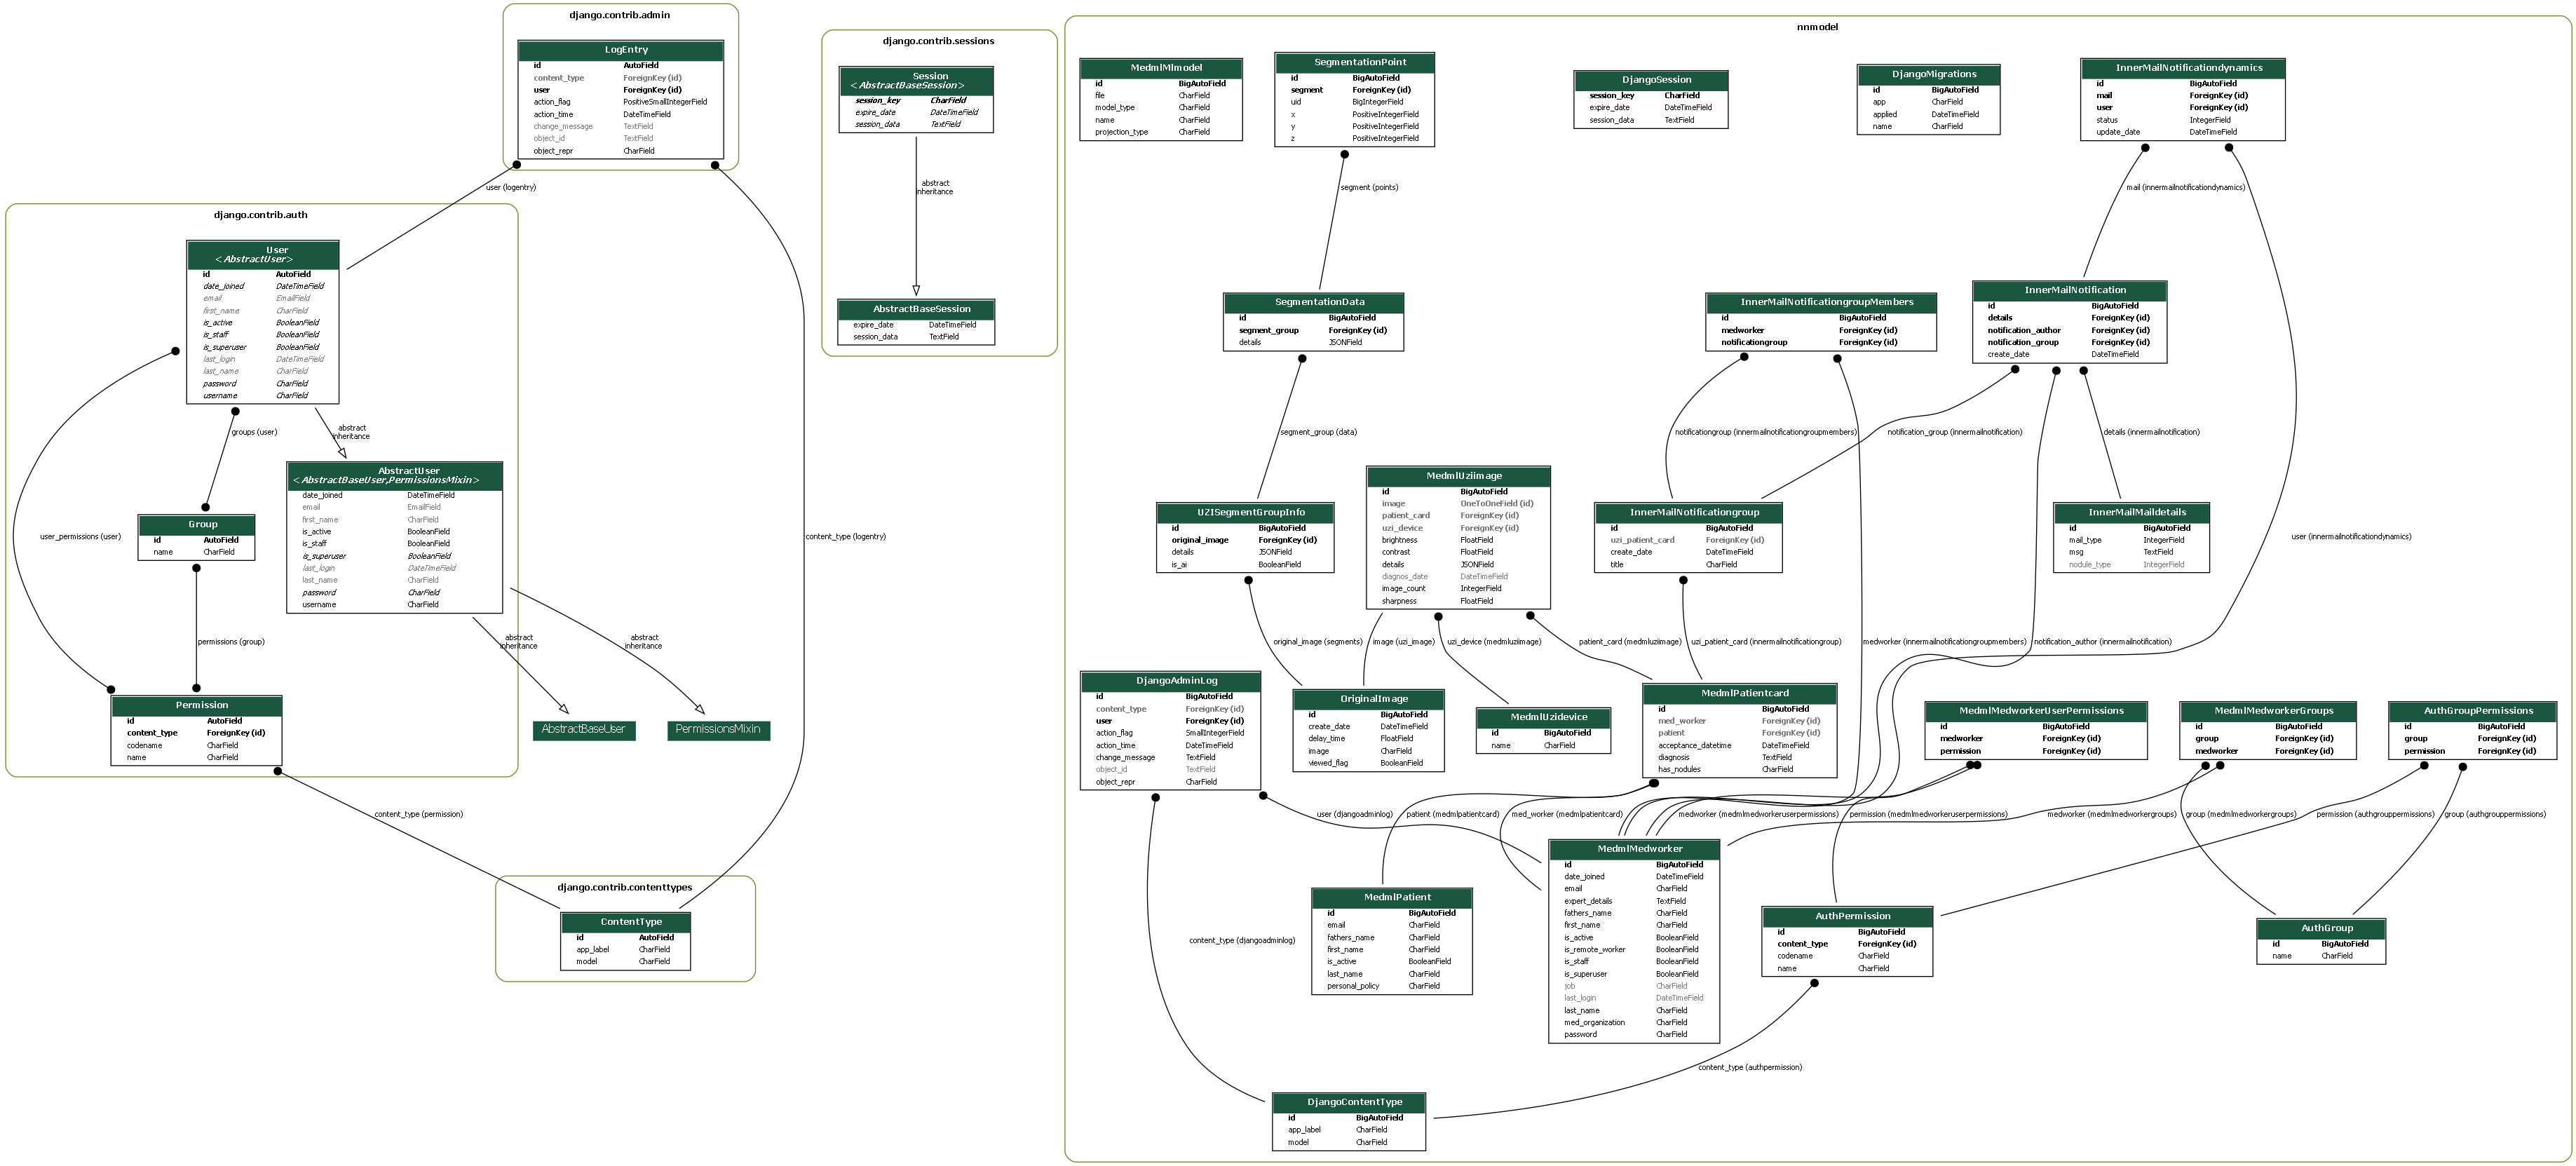 django.contrib.admin
LogEntry
id AutoField
content_type ForeignKey (id)
user ForeignKey (id)
action_flag PositiveSmallIntegerField
action_time DateTimeField
change_message TextField
object_id TextField
object_repr CharField
user (logentry)
content_type (logentry)
django.contrib.auth
User
<AbstractUser>
id AutoField
date_joined DateTimeField
email EmailField
first_name CharField
is_active BooleanField
is_staff BooleanField
is_superuser BooleanField
last_login DateTimeField
last_name CharField
password CharField
username CharField
groups (user)
abstract
inheritance
user_permissions (user)
AbstractUser
<AbstractBaseUser,PermissionsMixin>
date_joined DateTimeField
email EmailField
first_name CharField
is_active BooleanField
is_staff BooleanField
is_superuser BooleanField
last_login DateTimeField
last_name CharField
password CharField
username CharField
Group
id AutoField
name CharField
permissions (group)
abstract
inheritance
abstract
inheritance
Permission
id AutoField
content_type ForeignKey (id)
codename CharField
name CharField
AbstractBaseUser
PermissionsMixin
content_type (permission)
django.contrib.contenttypes
ContentType
id AutoField
app_label CharField
model CharField
django.contrib.sessions
Session
<AbstractBaseSession>
session_key CharField
expire_date DateTimeField
session_data TextField
abstract
inheritance
AbstractBaseSession
expire_date DateTimeField
session_data TextField
nnmodel
MedmlMlmodel
id BigAutoField
file CharField
model_type CharField
name CharField
projection_type CharField
SegmentationPoint
id BigAutoField
segment ForeignKey (id)
uid BigIntegerField
x PositiveIntegerField
y PositiveIntegerField
z PositiveIntegerField
DjangoSession
session_key CharField
expire_date DateTimeField
session_data TextField
DjangoMigrations
id BigAutoField
app CharField
applied DateTimeField
name CharField
InnerMailNotificationdynamics
id BigAutoField
mail ForeignKey (id)
user ForeignKey (id)
status IntegerField
update_date DateTimeField
segment (points)
mail (innermailnotificationdynamics)
SegmentationData
id BigAutoField
segment_group ForeignKey (id)
details JSONField
InnerMailNotificationgroupMembers
id BigAutoField
medworker ForeignKey (id)
notificationgroup ForeignKey (id)
InnerMailNotification
id BigAutoField
details ForeignKey (id)
notification_author ForeignKey (id)
notification_group ForeignKey (id)
create_date DateTimeField
segment_group (data)
notificationgroup (innermailnotificationgroupmembers)
notification_group (innermailnotification)
details (innermailnotification)
UZISegmentGroupInfo
id BigAutoField
original_image ForeignKey (id)
details JSONField
is_ai BooleanField
MedmlUziimage
id BigAutoField
image OneToOneField (id)
patient_card ForeignKey (id)
uzi_device ForeignKey (id)
brightness FloatField
contrast FloatField
details JSONField
diagnos_date DateTimeField
image_count IntegerField
sharpness FloatField
InnerMailNotificationgroup
id BigAutoField
uzi_patient_card ForeignKey (id)
create_date DateTimeField
title CharField
InnerMailMaildetails
id BigAutoField
mail_type IntegerField
msg TextField
nodule_type IntegerField
user (innermailnotificationdynamics)
original_image (segments)
image (uzi_image)
uzi_device (medmluziimage)
patient_card (medmluziimage)
uzi_patient_card (innermailnotificationgroup)
medworker (innermailnotificationgroupmembers)
notification_author (innermailnotification)
DjangoAdminLog
id BigAutoField
content_type ForeignKey (id)
user ForeignKey (id)
action_flag SmallIntegerField
action_time DateTimeField
change_message TextField
object_id TextField
object_repr CharField
OriginalImage
id BigAutoField
create_date DateTimeField
delay_time FloatField
image CharField
viewed_flag BooleanField
MedmlUzidevice
id BigAutoField
name CharField
MedmlPatientcard
id BigAutoField
med_worker ForeignKey (id)
patient ForeignKey (id)
acceptance_datetime DateTimeField
diagnosis TextField
has_nodules CharField
MedmlMedworkerUserPermissions
id BigAutoField
medworker ForeignKey (id)
permission ForeignKey (id)
MedmlMedworkerGroups
id BigAutoField
group ForeignKey (id)
medworker ForeignKey (id)
AuthGroupPermissions
id BigAutoField
group ForeignKey (id)
permission ForeignKey (id)
user (djangoadminlog)
patient (medmlpatientcard)
med_worker (medmlpatientcard)
medworker (medmlmedworkeruserpermissions)
permission (medmlmedworkeruserpermissions)
medworker (medmlmedworkergroups)
group (medmlmedworkergroups)
permission (authgrouppermissions)
group (authgrouppermissions)
MedmlPatient
id BigAutoField
email CharField
fathers_name CharField
first_name CharField
is_active BooleanField
last_name CharField
personal_policy CharField
MedmlMedworker
id BigAutoField
date_joined DateTimeField
email CharField
expert_details TextField
fathers_name CharField
first_name CharField
is_active BooleanField
is_remote_worker BooleanField
is_staff BooleanField
is_superuser BooleanField
job CharField
last_login DateTimeField
last_name CharField
med_organization CharField
password CharField
AuthPermission
id BigAutoField
content_type ForeignKey (id)
codename CharField
name CharField
AuthGroup
id BigAutoField
name CharField
content_type (djangoadminlog)
content_type (authpermission)
DjangoContentType
id BigAutoField
app_label CharField
model CharField